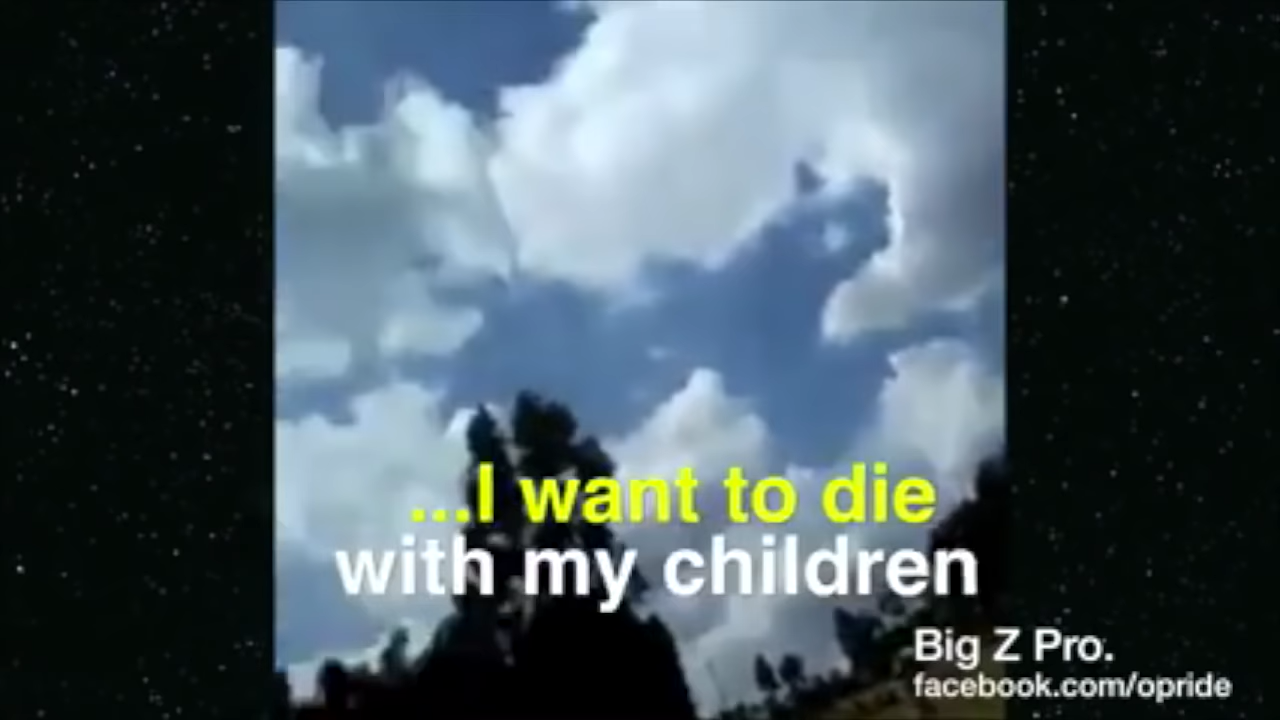 ...I want to die
with my children
Big Z Pro.
facebook.com/opride